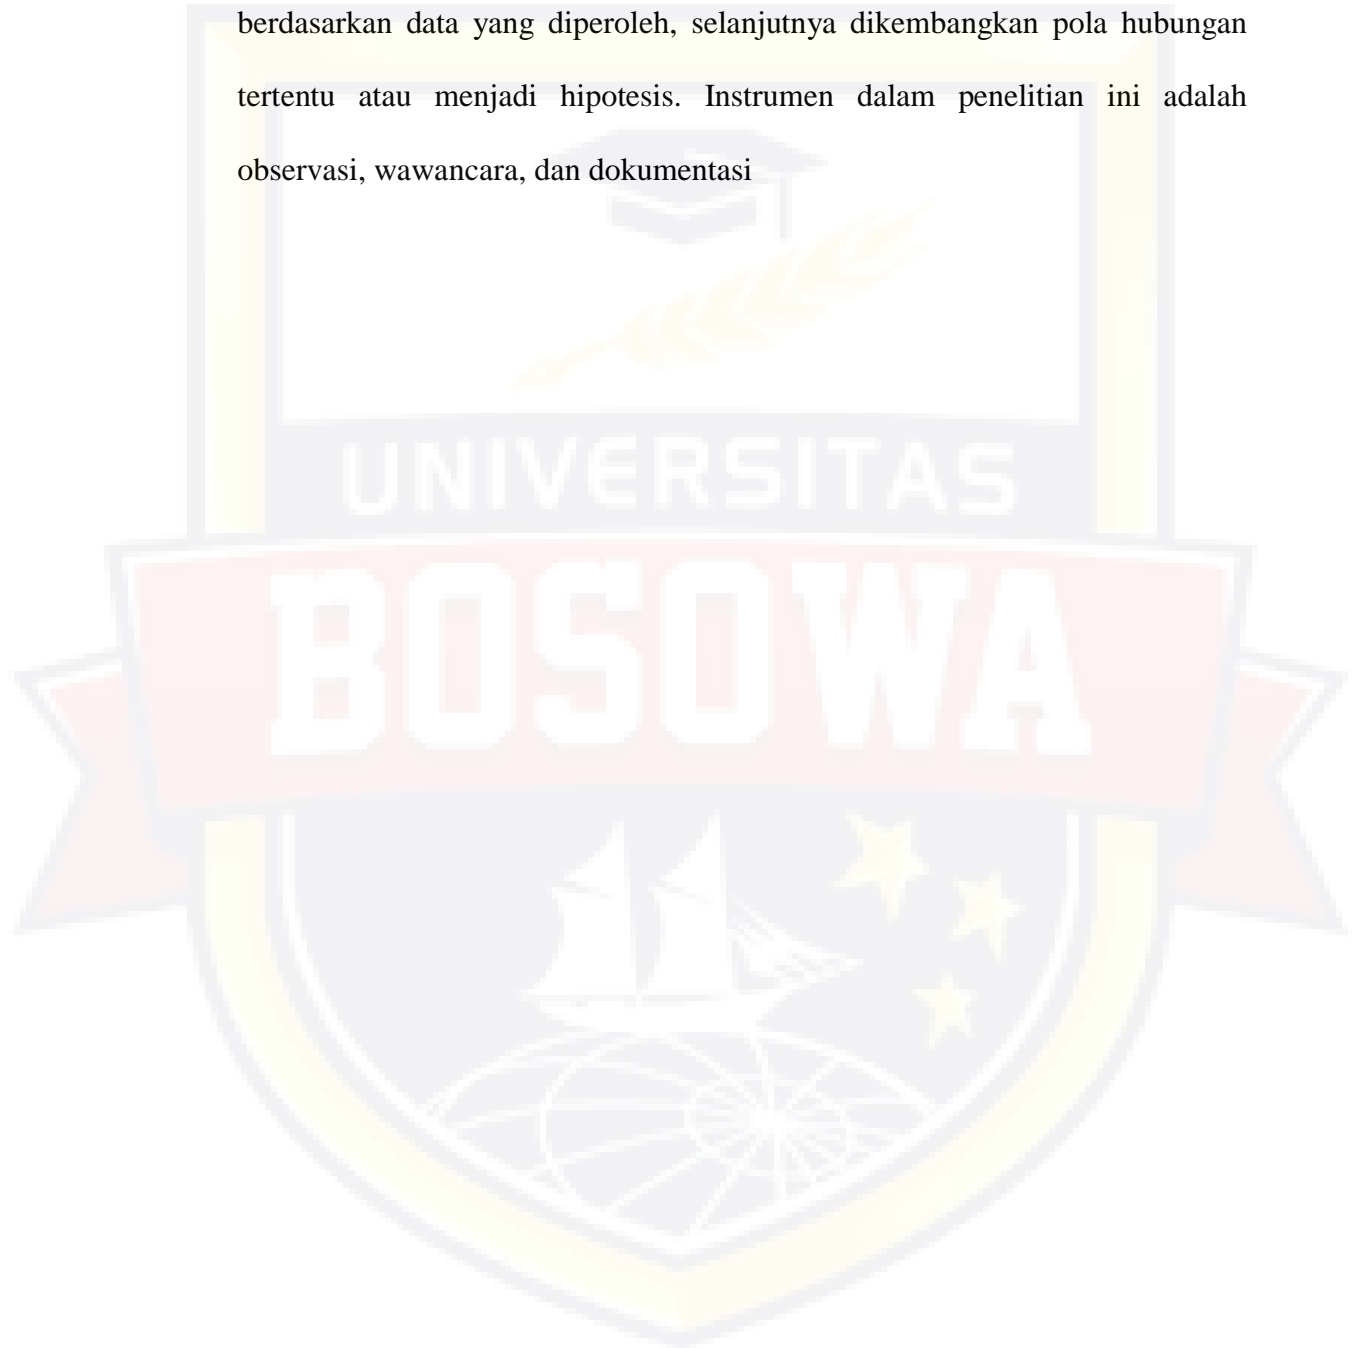 berdasarkan data yang diperoleh, selanjutnya dikembangkan pola hubungan
tertentu atau menjadi hipotesis. Instrumen dalam penelitian ini adalah
observasi, wawancara, dan dokumentasi
UNIVERSITAS
BOSOWA